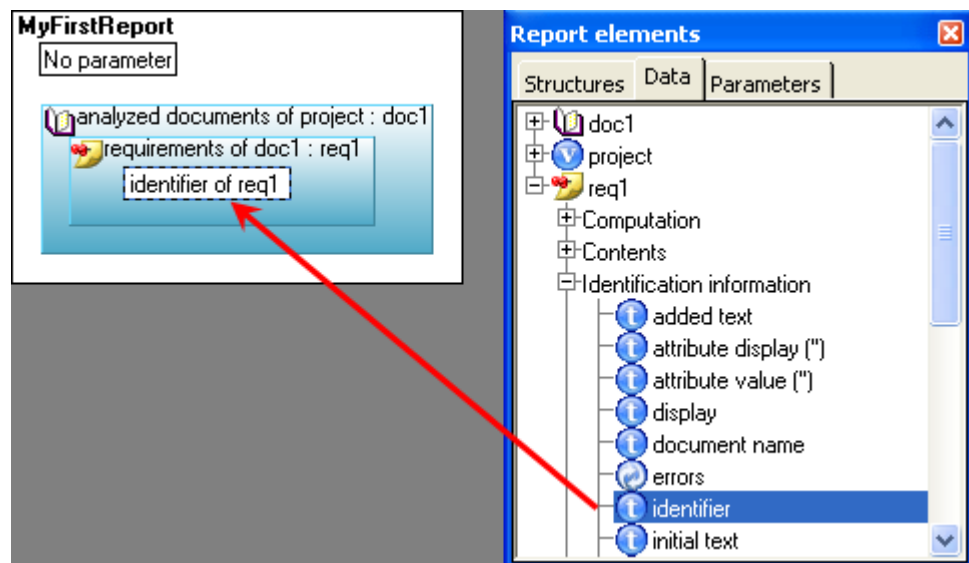 MyFirstReport
No parameter
analyzed documents of project : doc1
requirements of doc1 : req1
identifier of req1
Report elements
Structures Data Parameters
doc1
project
req1
Computation
Contents
Identification information
added text
attribute display (")
attribute value (")
display
document name
errors
identifier
initial text